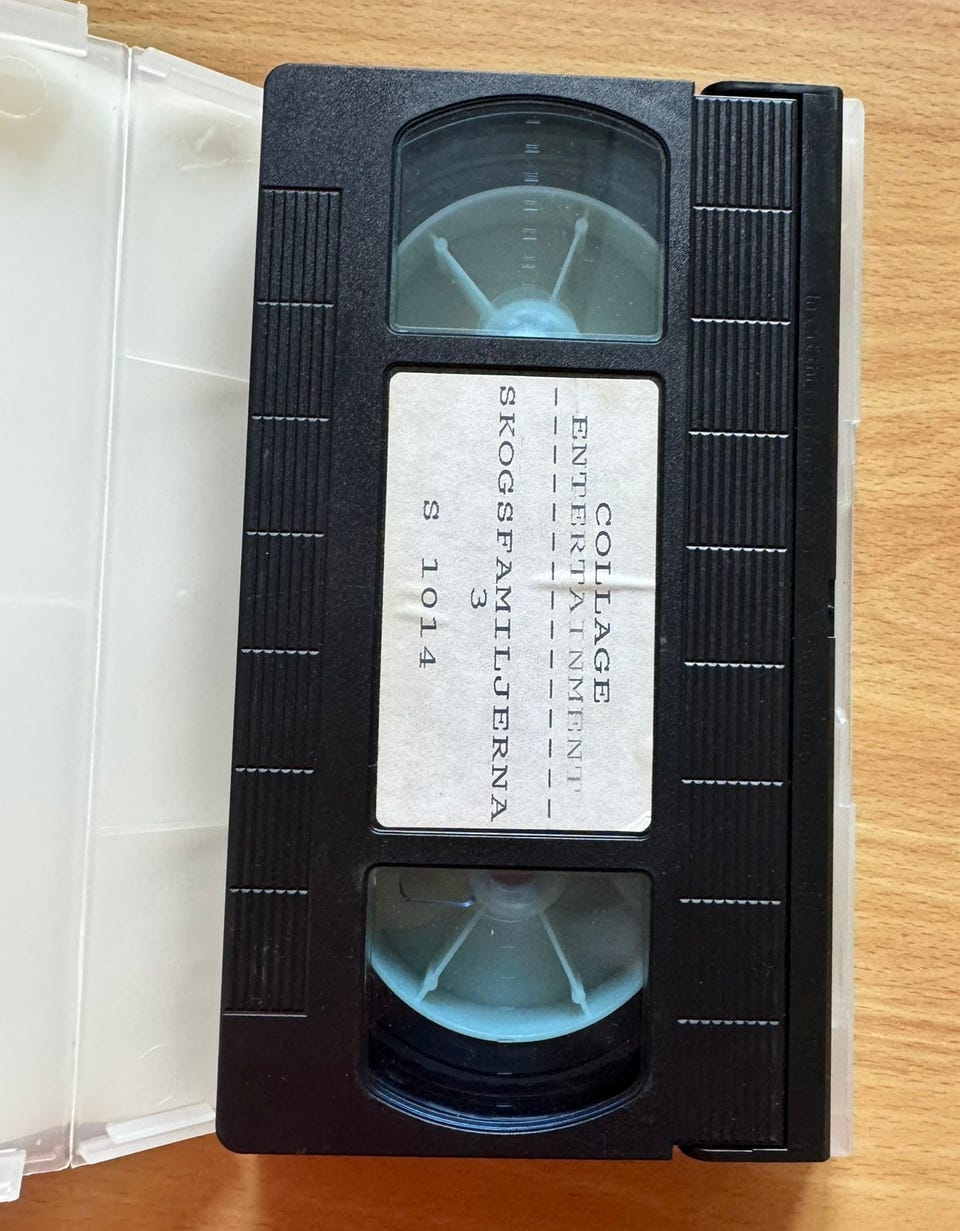 COLLAGE
ENTERTAINMENT
---------------
SKOGSFAMILJERNA
3
S 1014